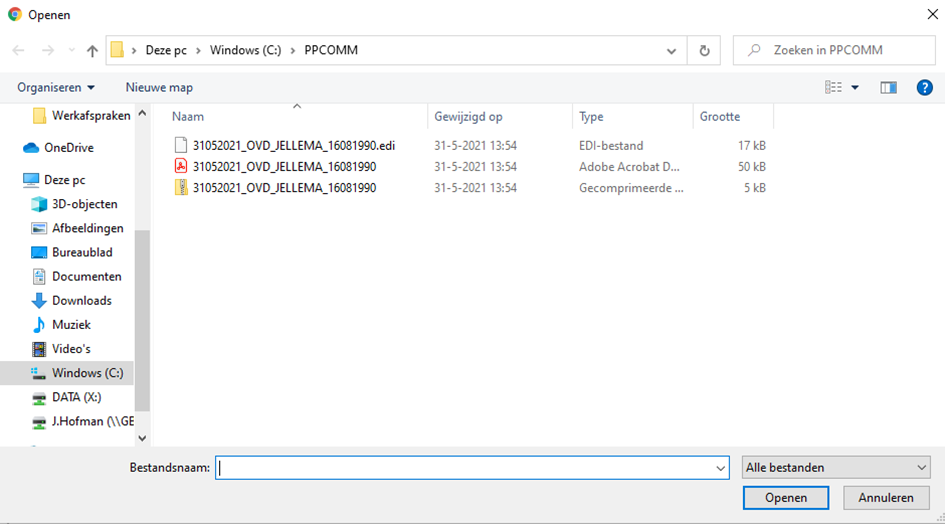 Openen
Deze pc > Windows (C:) > PPCOMM
Zoeken in PPCOMM
Organiseren
Nieuwe map
Naam Gewijzigd op Type Grootte
31052021_OVD_JELLEMA_16081990.edi 31-5-2021 13:54 EDI-bestand 17 kB
31052021_OVD_JELLEMA_16081990 31-5-2021 13:54 Adobe Acrobat D... 50 kB
31052021_OVD_JELLEMA_16081990 31-5-2021 13:54 Gecomprimeerde ... 5 kB
Werkafspraken
OneDrive
Deze pc
3D-objecten
Afbeeldingen
Bureaublad
Documenten
Downloads
Muziek
Video's
Windows (C:)
DATA (X:)
J.Hofman (\\GE
Bestandsnaam:
Alle bestanden
Openen
Annuleren